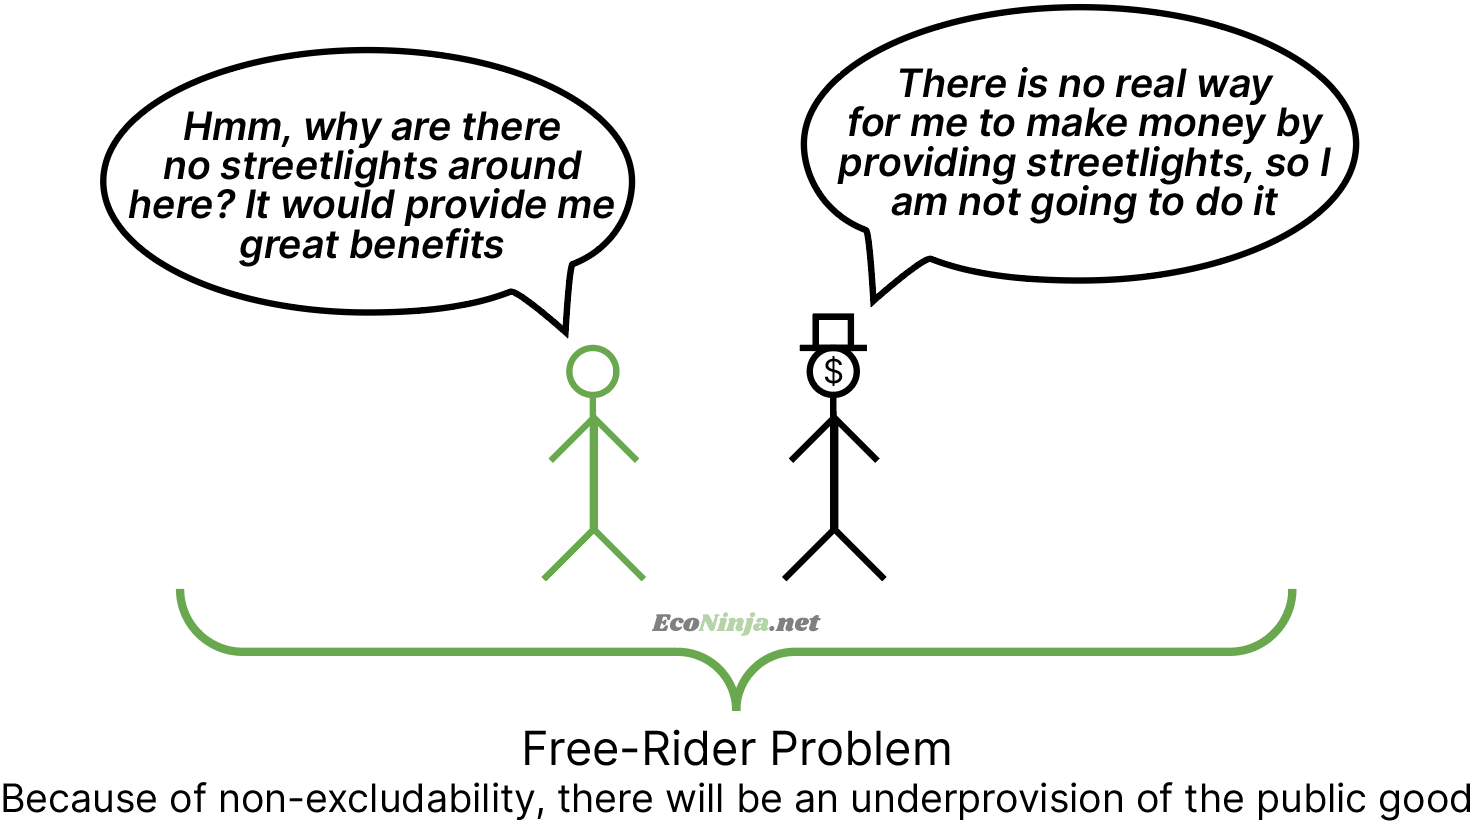 Hmm, why are there
no streetlights around
here? It would provide me
great benefits
There is no real way
for me to make money by
providing streetlights, so I
am not going to do it
$
EcoNinja.net
Free-Rider Problem
Because of non-excludability, there will be an underprovision of the public good